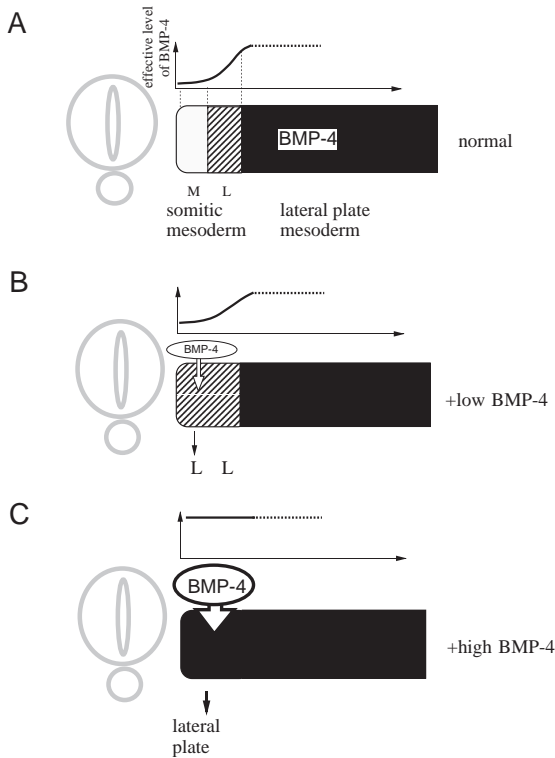 A
effective level
of BMP-4
BMP-4
normal
M L
somitic
mesoderm
lateral plate
mesoderm
B
BMP-4
+low BMP-4
L L
C
BMP-4
+high BMP-4
lateral
plate